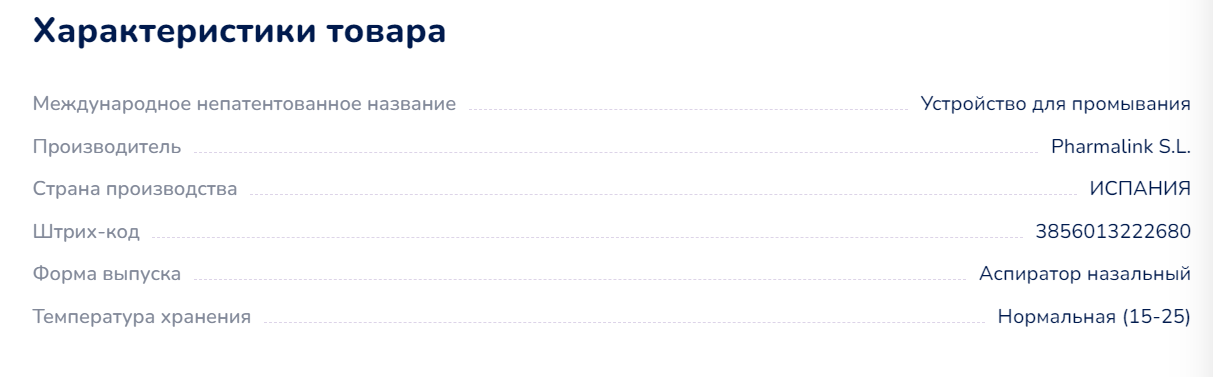 Характеристики товара
Международное непатентованное название Устройство для промывания
Производитель Pharmalink S.L.
Страна производства ИСПАНИЯ
Штрих-код 3856013222680
Форма выпуска Аспиратор назальный
Температура хранения Нормальная (15-25)